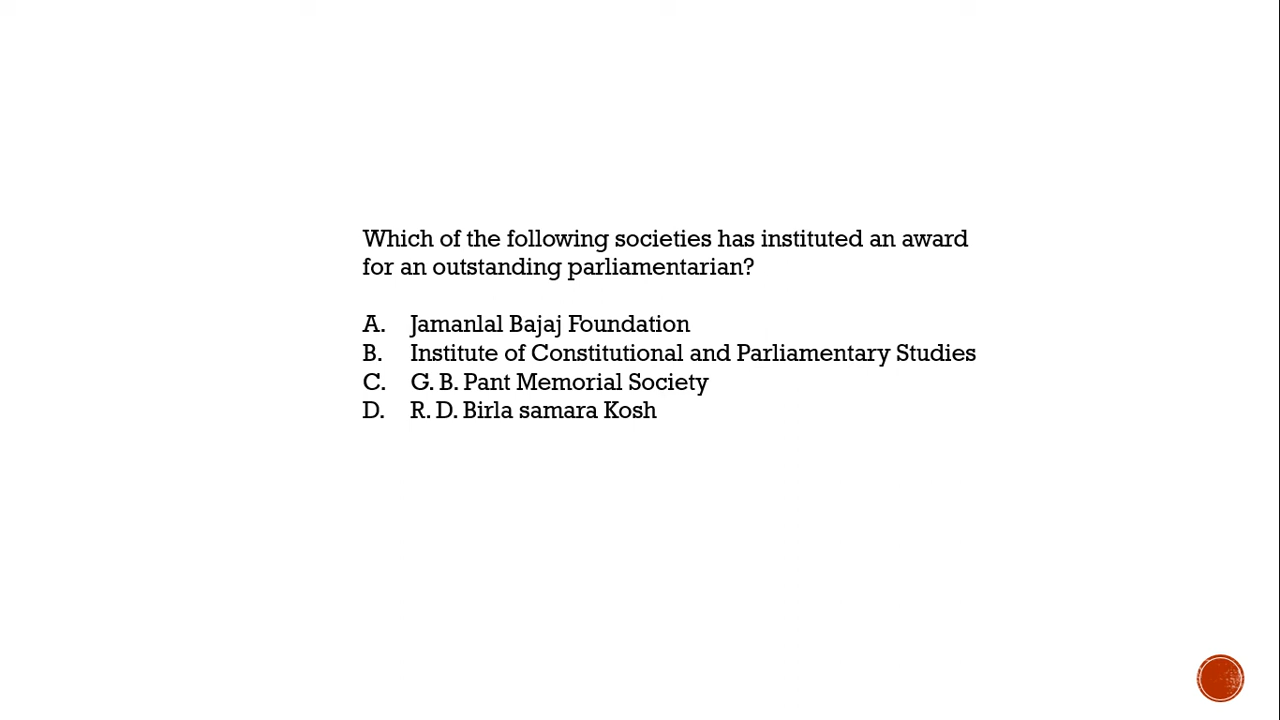 Which of the following societies has instituted an award
for an outstanding parliamentarian?
A. Jamanlal Bajaj Foundation
B. Institute of Constitutional and Parliamentary Studies
C. G. B. Pant Memorial Society
D. R. D. Birla samara Kosh